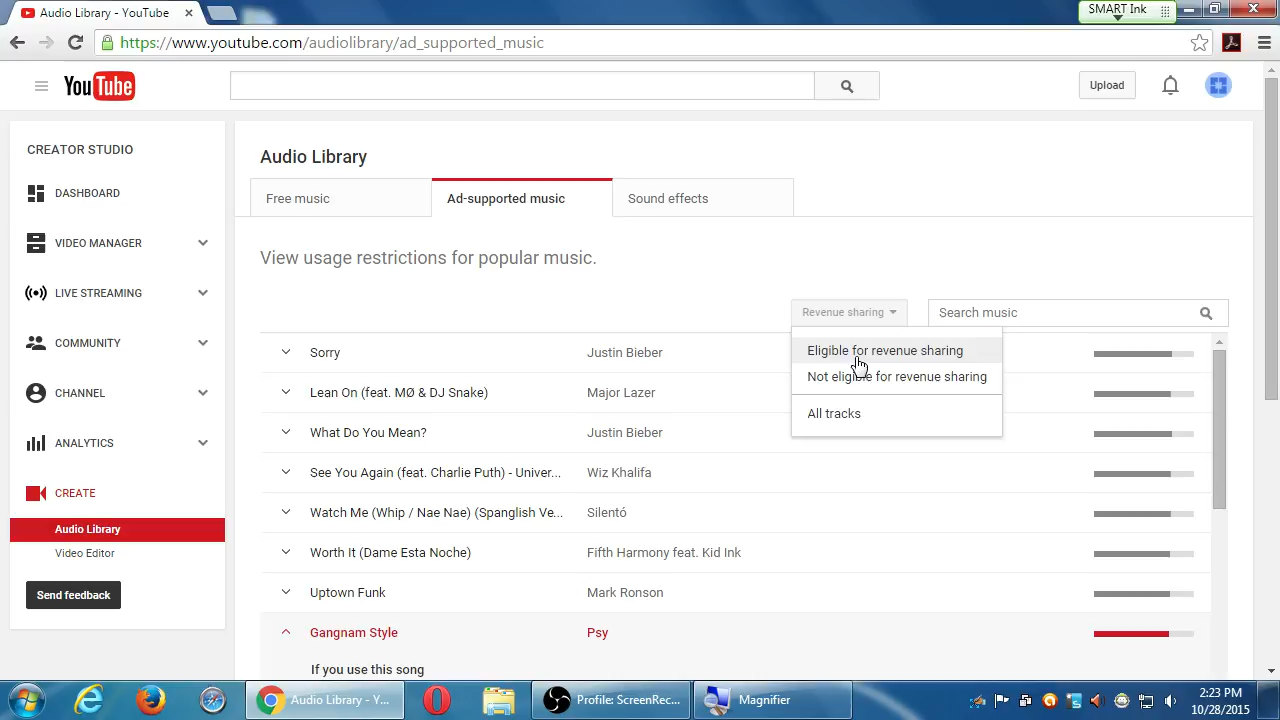 Audio Library - YouTube
SMART Ink
https://www.youtube.com/audiolibrary/ad_supported_music
YouTube
Upload
CREATOR STUDIO
DASHBOARD
VIDEO MANAGER
LIVE STREAMING
COMMUNITY
CHANNEL
ANALYTICS
CREATE
Audio Library
Video Editor
Send feedback
Audio Library
Free music
Ad-supported music
Sound effects
View usage restrictions for popular music.
Revenue sharing
Search music
Eligible for revenue sharing
Not eligible for revenue sharing
All tracks
Sorry Justin Bieber
Lean On (feat. MØ & DJ Snake) Major Lazer
What Do You Mean? Justin Bieber
See You Again (feat. Charlie Puth) - Univer... Wiz Khalifa
Watch Me (Whip / Nae Nae) (Spanglish Ve... Silentó
Worth It (Dame Esta Noche) Fifth Harmony feat. Kid Ink
Uptown Funk Mark Ronson
Gangnam Style Psy
If you use this song
Audio Library - Y...
Profile: ScreenRec...
Magnifier
2:23 PM
10/28/2015